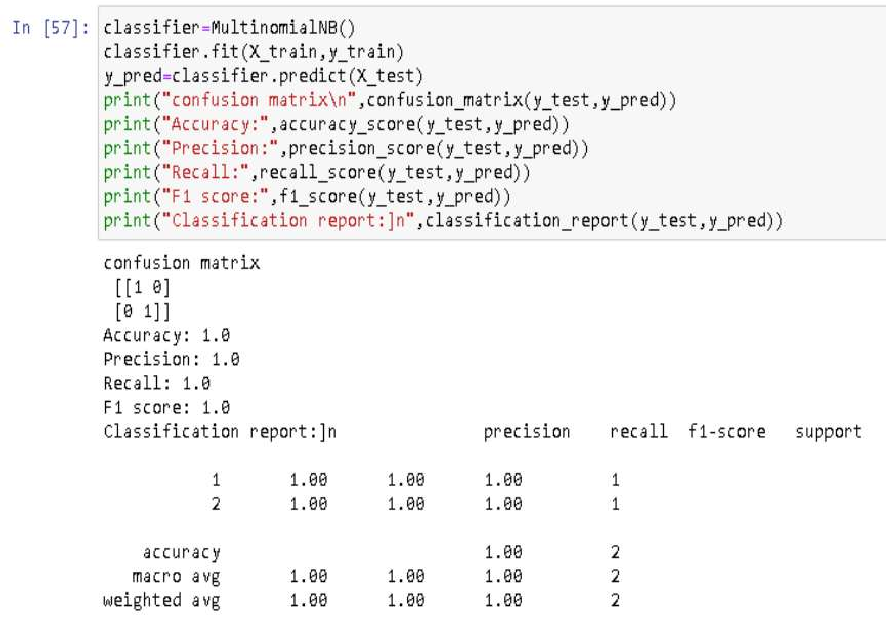 In [57]: classifier=MultinomialNB()
classifier.fit(X_train,y_train)
y_pred=classifier.predict(X_test)
print("confusion matrix\n",confusion_matrix(y_test,y_pred))
print("Accuracy:",accuracy_score(y_test,y_pred))
print("Precision:",precision_score(y_test,y_pred))
print("Recall:",recall_score(y_test,y_pred))
print("F1 score:",f1_score(y_test,y_pred))
print("Classification report:]n",classification_report(y_test,y_pred))
confusion matrix
[[1 0]
[0 1]]
Accuracy: 1.0
Precision: 1.0
Recall: 1.0
F1 score: 1.0
Classification report:]n precision recall f1-score support
1 1.00 1.00 1.00 1
2 1.00 1.00 1.00 1
accuracy 1.00 2
macro avg 1.00 1.00 1.00 2
weighted avg 1.00 1.00 1.00 2